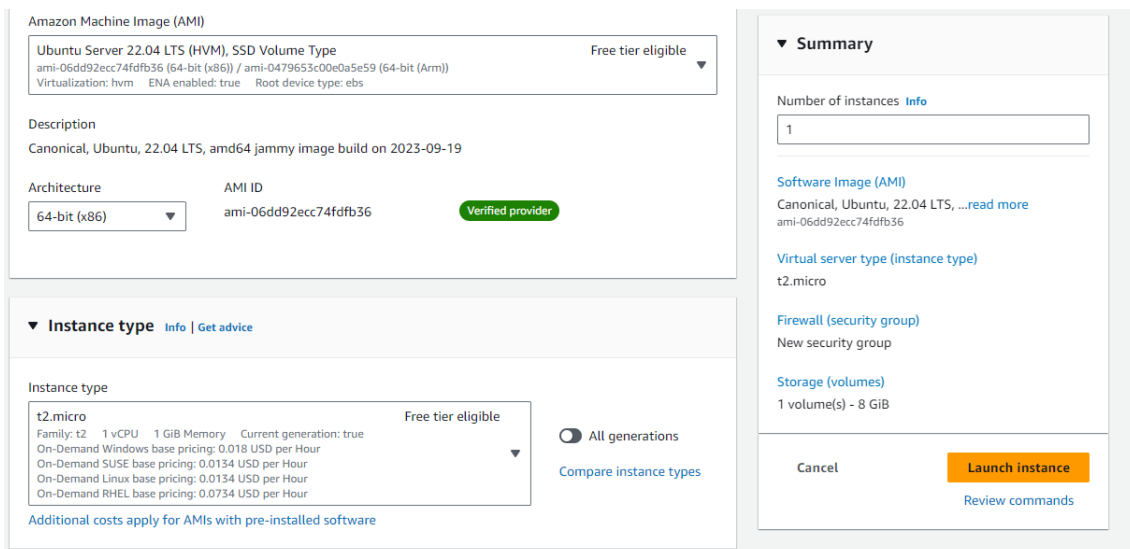 Amazon Machine Image (AMI)
Ubuntu Server 22.04 LTS (HVM), SSD Volume Type
Free tier eligible
ami-06dd92ecc74fdfb36 (64-bit (x86)) / ami-0479653c00e0a5e59 (64-bit (Arm))
Virtualization: hvm ENA enabled: true Root device type: ebs
Description
Canonical, Ubuntu, 22.04 LTS, amd64 jammy image build on 2023-09-19
Architecture
AMI ID
64-bit (x86)
ami-06dd92ecc74fdfb36
Verified provider
Instance type Info | Get advice
Instance type
t2.micro
Free tier eligible
Family: t2 1 vCPU 1 GiB Memory Current generation: true
On-Demand Windows base pricing: 0.018 USD per Hour
On-Demand SUSE base pricing: 0.0134 USD per Hour
On-Demand Linux base pricing: 0.0134 USD per Hour
On-Demand RHEL base pricing: 0.0734 USD per Hour
All generations
Compare instance types
Additional costs apply for AMIs with pre-installed software
Summary
Number of instances Info
1
Software Image (AMI)
Canonical, Ubuntu, 22.04 LTS, ...read more
ami-06dd92ecc74fdfb36
Virtual server type (instance type)
t2.micro
Firewall (security group)
New security group
Storage (volumes)
1 volume(s) - 8 GiB
Cancel
Launch instance
Review commands